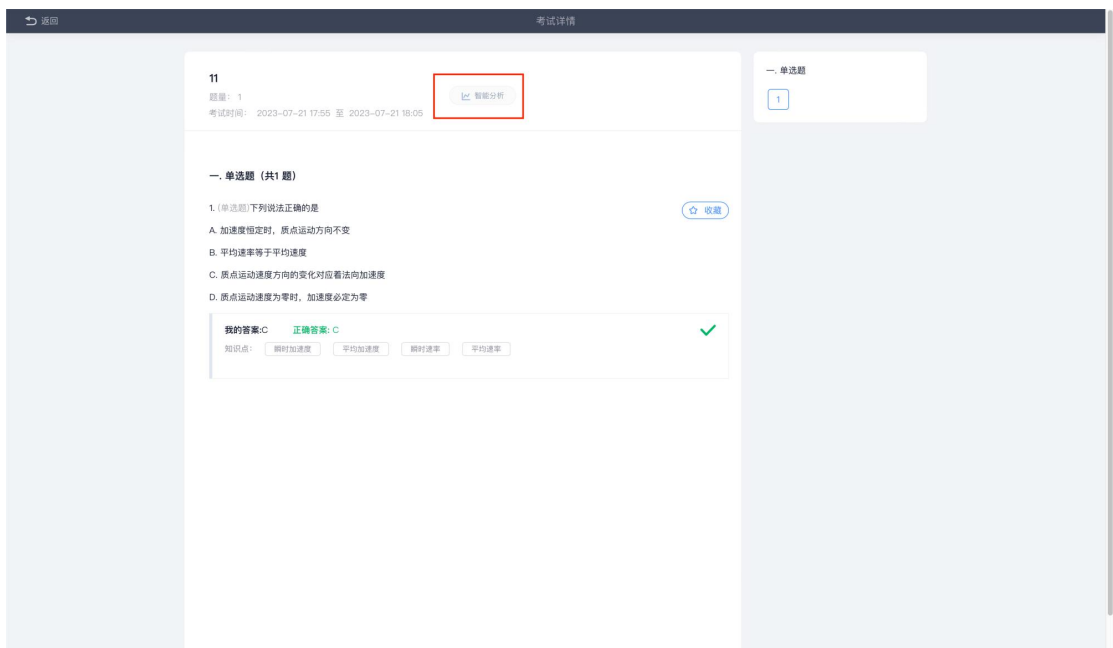 返回
考试详情
11
题量： 1
智能分析
考试时间： 2023-07-21 17:55 至 2023-07-21 18:05
一. 单选题（共1 题）
1. (单选题)下列说法正确的是
收藏
A. 加速度恒定时，质点运动方向不变
B. 平均速率等于平均速度
C. 质点运动速度方向的变化对应着法向加速度
D. 质点运动速度为零时，加速度必定为零
我的答案:C 正确答案: C
知识点： 瞬时加速度 平均加速度 瞬时速率 平均速率
一. 单选题
1